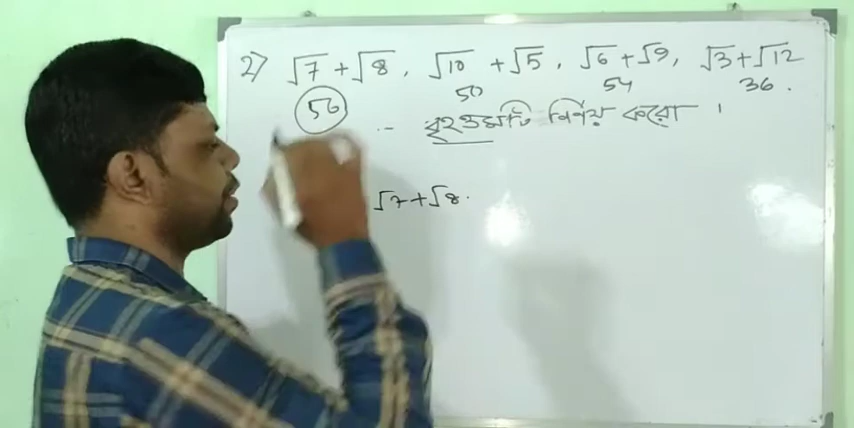 2) √7 + √8, √10 + √5, √6 + √9, √3 + √12
56 50 54 36.
বৃহত্তমটি নির্ণয় করো ।
√7 + √8.